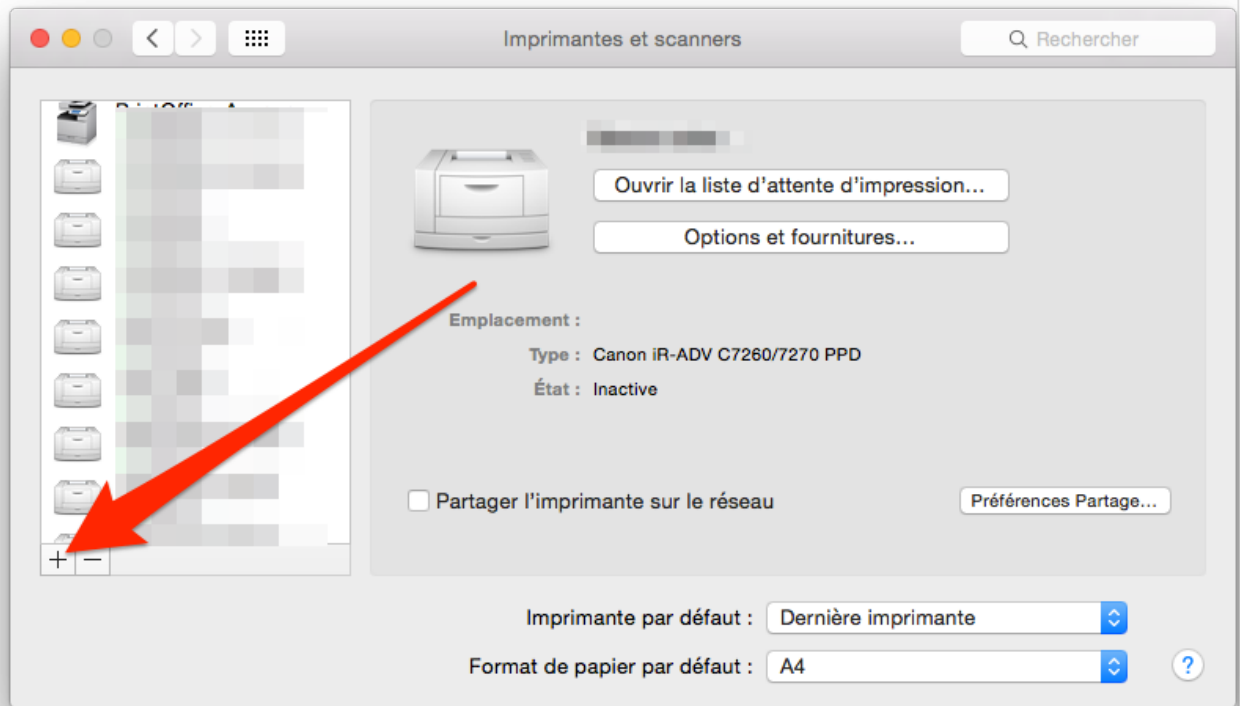 Imprimantes et scanners
Rechercher
Ouvrir la liste d'attente d'impression...
Options et fournitures...
Emplacement :
Type : Canon iR-ADV C7260/7270 PPD
État : Inactive
Partager l'imprimante sur le réseau
Préférences Partage...
Imprimante par défaut : Dernière imprimante
Format de papier par défaut : A4
?